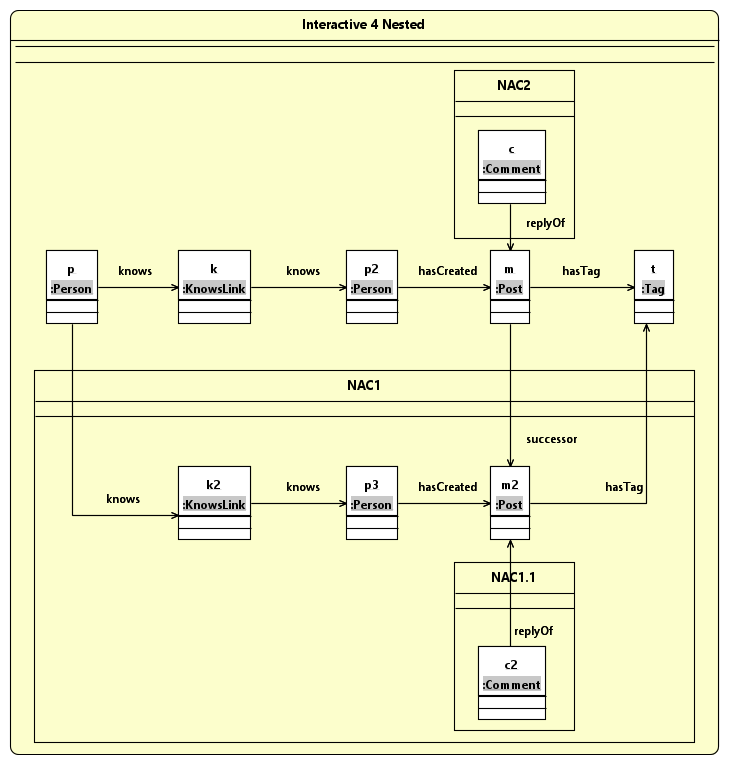 Interactive 4 Nested
NAC2
c
:Comment
replyOf
p
:Person
knows
k
:KnowsLink
knows
p2
:Person
hasCreated
m
:Post
hasTag
t
:Tag
NAC1
successor
knows
k2
:KnowsLink
knows
p3
:Person
hasCreated
m2
:Post
hasTag
NAC1.1
replyOf
c2
:Comment